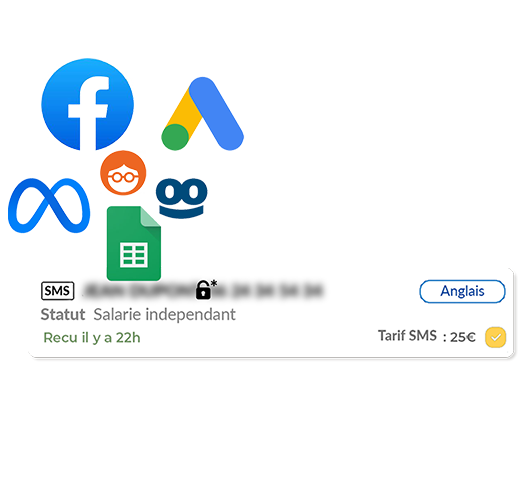 SMS
Anglais
Statut Salarie independant
Recu il y a 22h
Tarif SMS : 25€